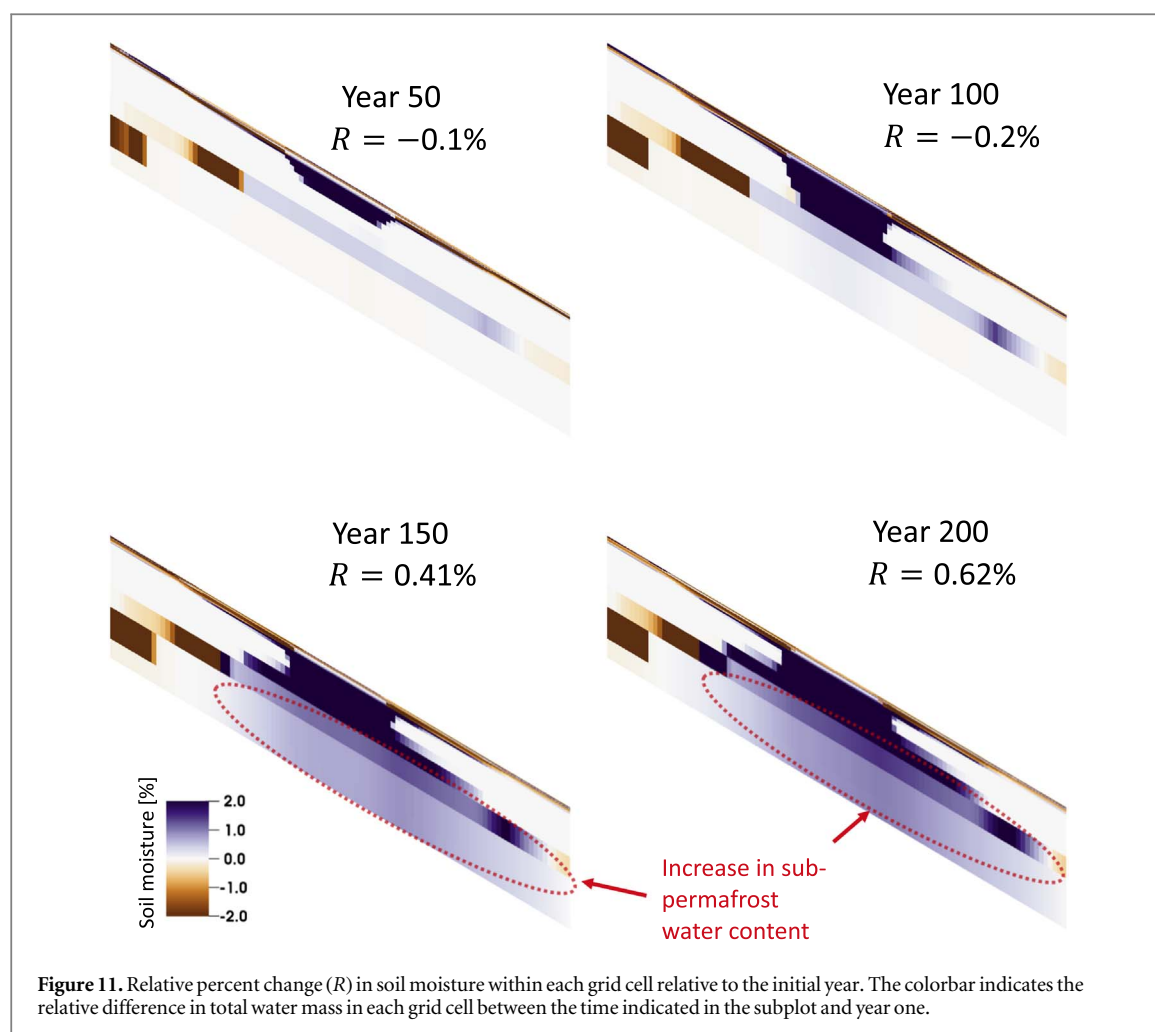 Year 50
R = −0.1%
Year 100
R = −0.2%
Year 150
R = 0.41%
Year 200
R = 0.62%
Soil moisture [%]
2.0
1.0
0.0
-1.0
-2.0
Increase in sub-
permafrost
water content
Figure 11. Relative percent change (R) in soil moisture within each grid cell relative to the initial year. The colorbar indicates the
relative difference in total water mass in each grid cell between the time indicated in the subplot and year one.